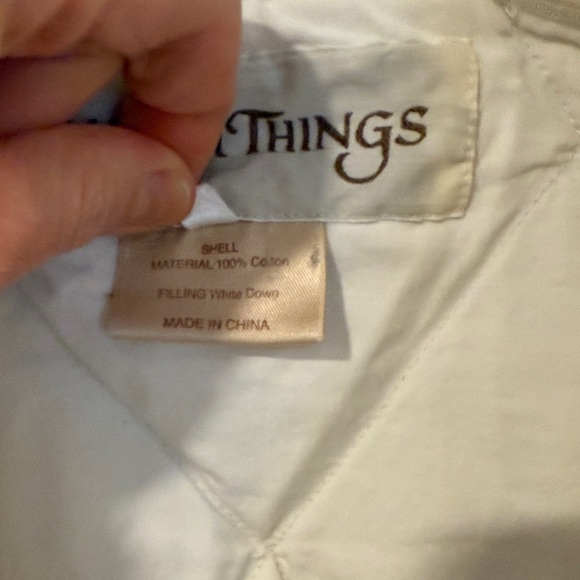 THINGS
SHELL
MATERIAL 100% Cotton
FILLING White Down
MADE IN CHINA